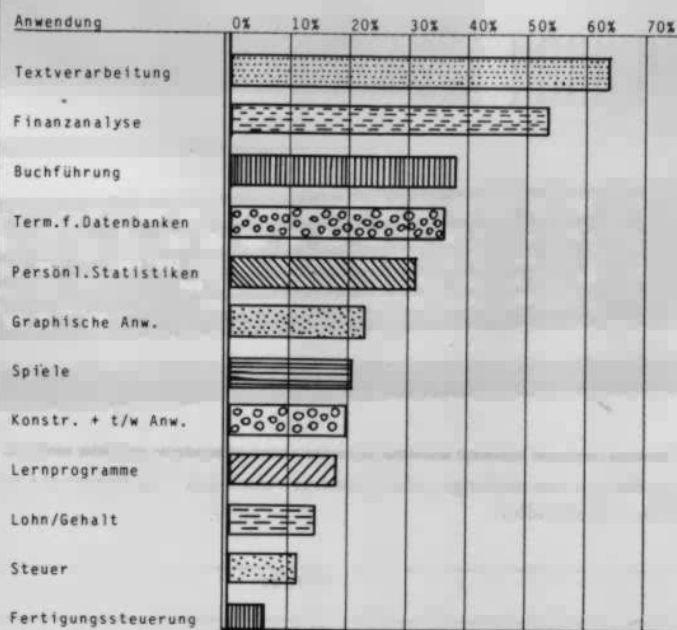 Anwendung 0% 10% 20% 30% 40% 50% 60% 70%
Textverarbeitung
Finanzanalyse
Buchführung
Term.f.Datenbanken
Persönl.Statistiken
Graphische Anw.
Spiele
Konstr. + t/w Anw.
Lernprogramme
Lohn/Gehalt
Steuer
Fertigungssteuerung